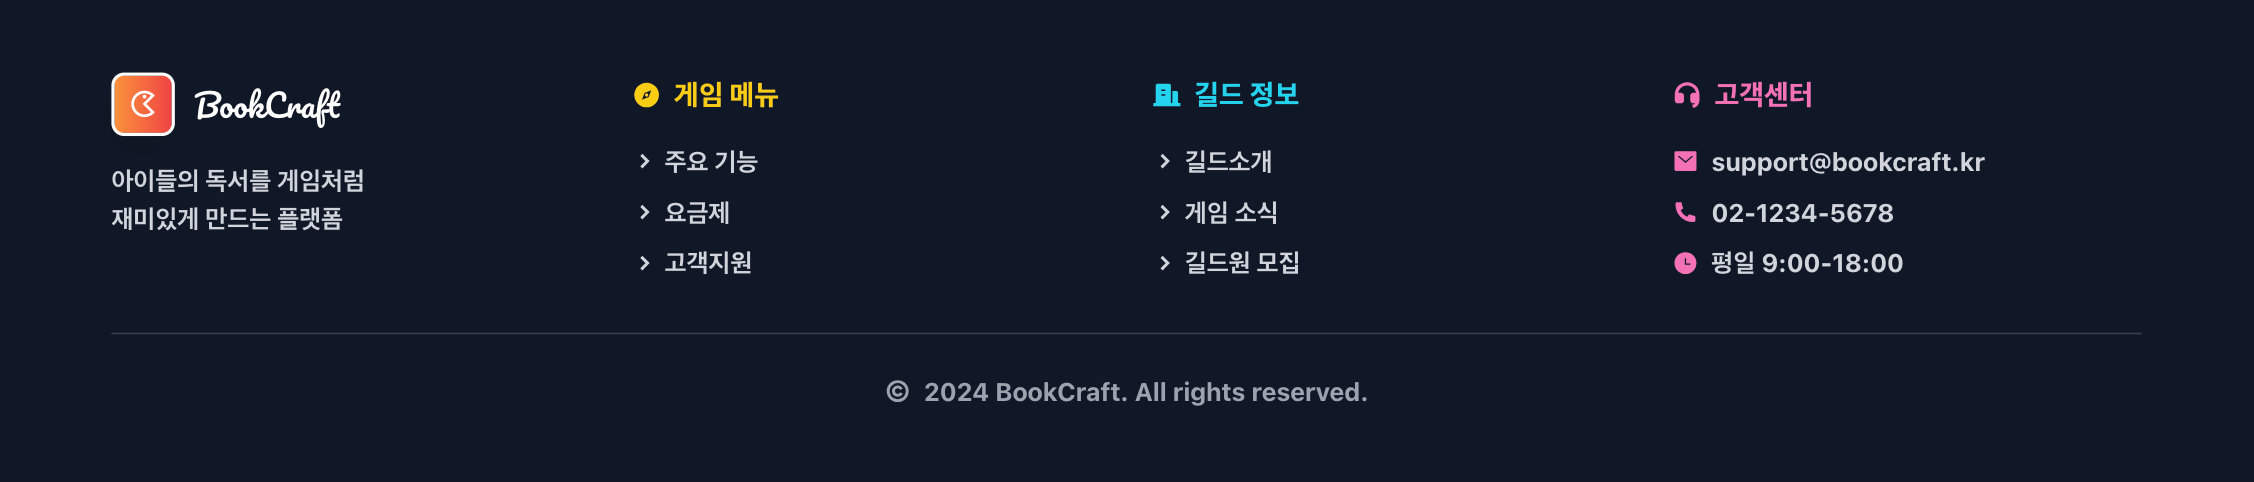 BookCraft
아이들의 독서를 게임처럼
재미있게 만드는 플랫폼
게임 메뉴
주요 기능
요금제
고객지원
길드 정보
길드소개
게임 소식
길드원 모집
고객센터
support@bookcraft.kr
02-1234-5678
평일 9:00-18:00
© 2024 BookCraft. All rights reserved.